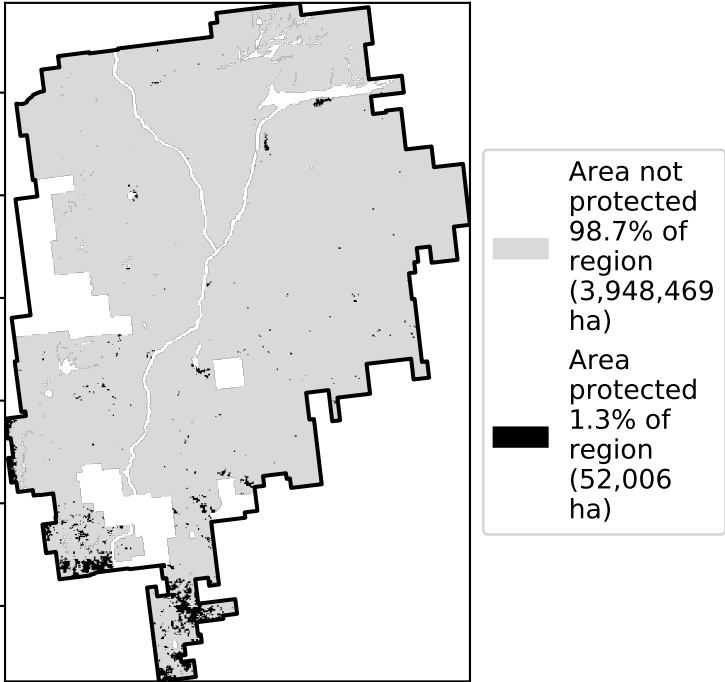 Area not
protected
98.7% of
region
(3,948,469
ha)
Area
protected
1.3% of
region
(52,006
ha)